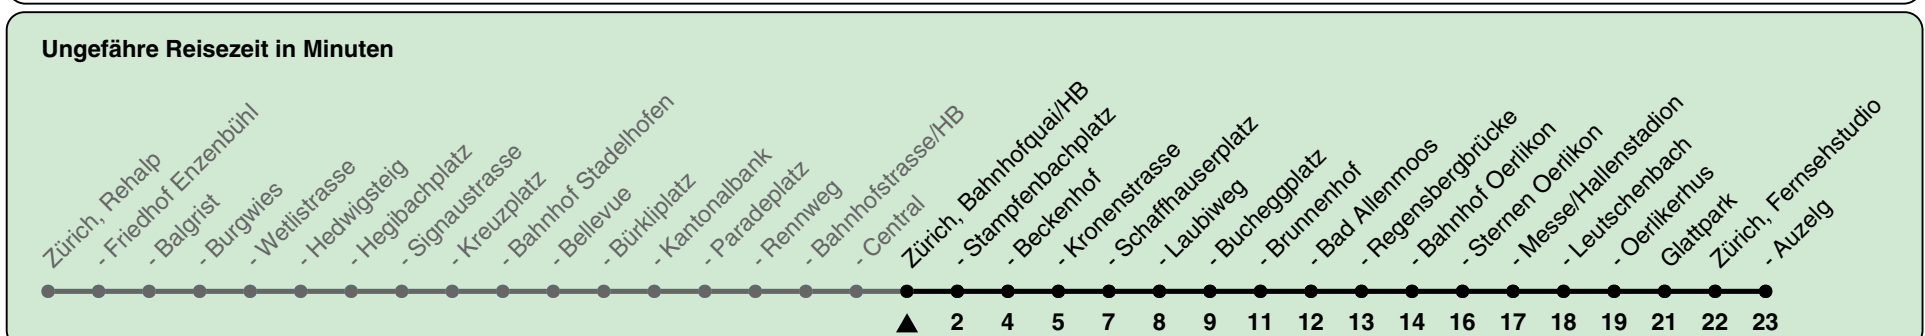 Ungefähre Reisezeit in Minuten
Zürich, Rehalp
- Friedhof Enzenbühl
- Balgrist
- Burgwies
- Wetlistrasse
- Hedwigsteig
- Hegibachplatz
- Signaustrasse
- Kreuzplatz
- Bahnhof Stadelhofen
- Bellevue
- Bürkliplatz
- Kantonalbank
- Paradeplatz
- Rennweg
- Bahnhofstrasse/HB
- Central
Zürich, Bahnhofquai/HB
- Stampfenbachplatz
- Beckenhof
- Kronenstrasse
- Schaffhauserplatz
- Laubiweg
- Bucheggplatz
- Brunnenhof
- Bad Allenmoos
- Regensbergbrücke
- Bahnhof Oerlikon
- Sternen Oerlikon
- Messe/Hallenstadion
- Leutschenbach
- Oerlikerhus
Glattpark
Zürich, Fernsehstudio
- Auzelg
2 4 5 7 8 9 11 12 13 14 16 17 18 19 21 22 23